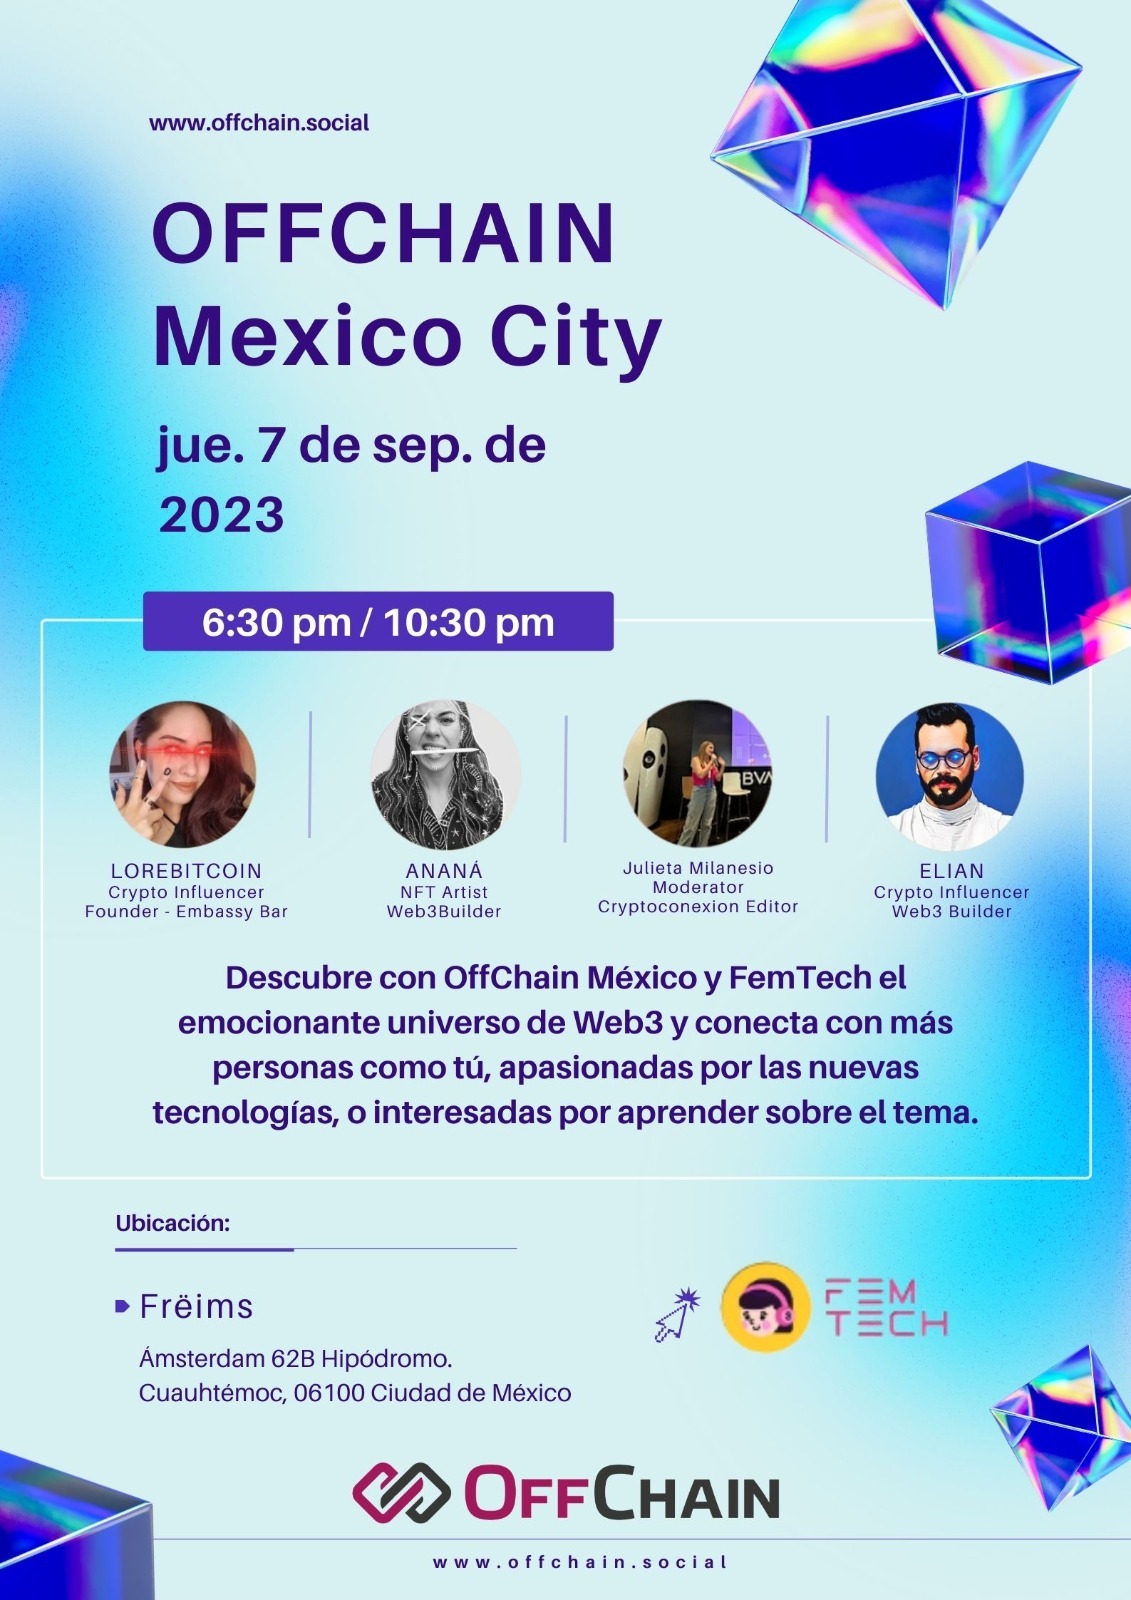 www.offchain.social
OFFCHAIN
Mexico City
jue. 7 de sep. de
2023
6:30 pm / 10:30 pm
BBVA
LOREBITCOIN
Crypto Influencer
Founder - Embassy Bar
ANANÁ
NFT Artist
Web3Builder
Julieta Milanesio
Moderator
Cryptoconexion Editor
ELIAN
Crypto Influencer
Web3 Builder
Descubre con OffChain México y FemTech el
emocionante universo de Web3 y conecta con más
personas como tú, apasionadas por las nuevas
tecnologías, o interesadas por aprender sobre el tema.
Ubicación:
Frëims
Ámsterdam 62B Hipódromo.
Cuauhtémoc, 06100 Ciudad de México
FEM
TECH
OFFCHAIN
www.offchain.social